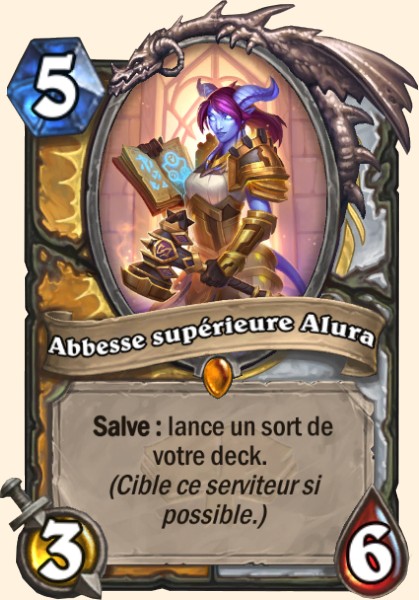 5
Abbesse supérieure Alura
Salve : lance un sort de
votre deck.
(Cible ce serviteur si
possible.)
3
6